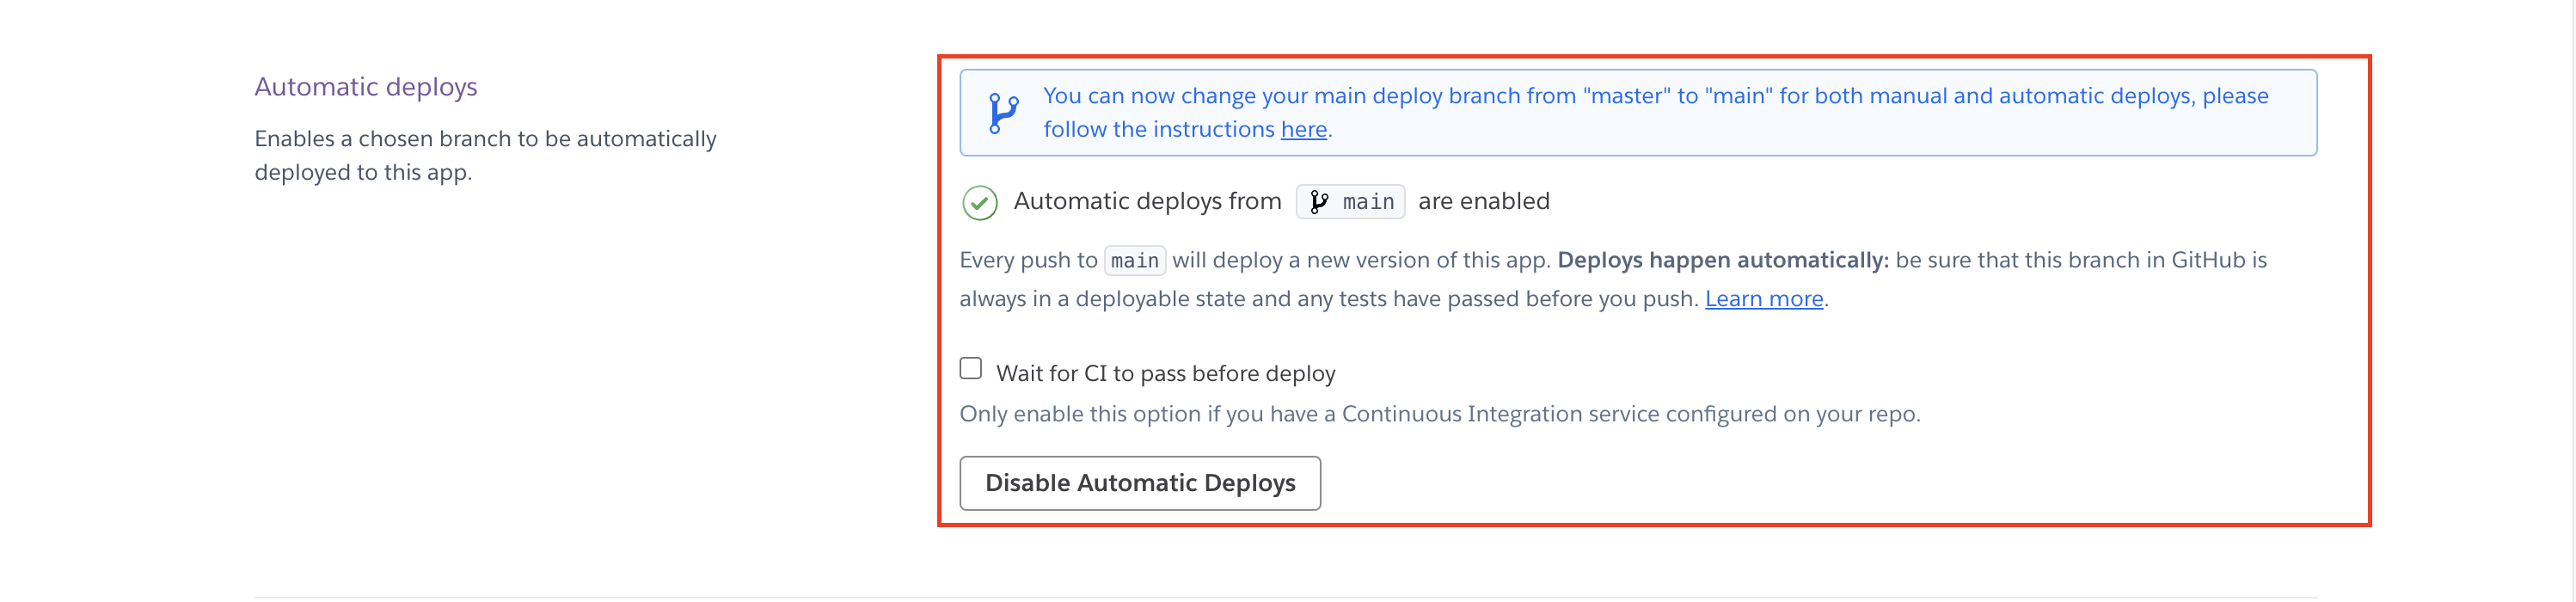 Automatic deploys
Enables a chosen branch to be automatically
deployed to this app.
You can now change your main deploy branch from "master" to "main" for both manual and automatic deploys, please
follow the instructions here.
Automatic deploys from main are enabled
Every push to main will deploy a new version of this app. Deploys happen automatically: be sure that this branch in GitHub is
always in a deployable state and any tests have passed before you push. Learn more.
Wait for CI to pass before deploy
Only enable this option if you have a Continuous Integration service configured on your repo.
Disable Automatic Deploys